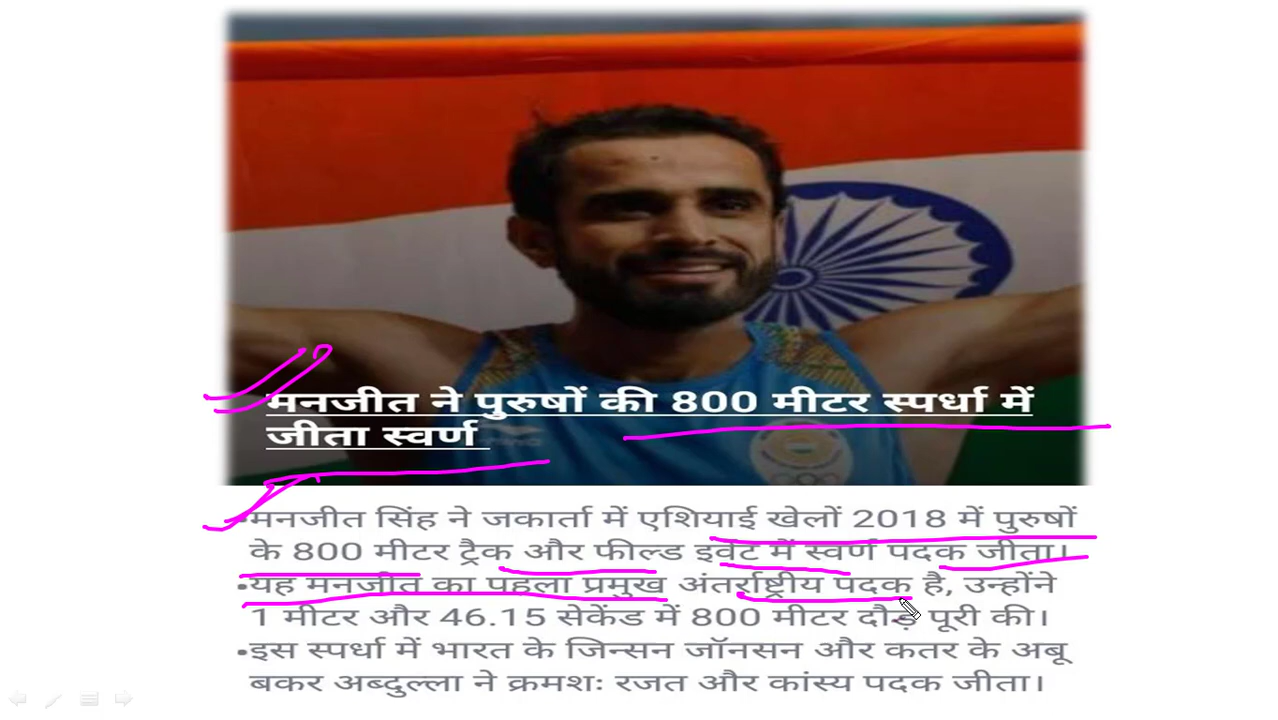 मनजीत ने पुरुषों की 800 मीटर स्पर्धा में
जीता स्वर्ण
•मनजीत सिंह ने जकार्ता में एशियाई खेलों 2018 में पुरुषों
के 800 मीटर ट्रैक और फील्ड इवेंट में स्वर्ण पदक जीता।
•यह मनजीत का पहला प्रमुख अंतर्राष्ट्रीय पदक है, उन्होंने
1 मीटर और 46.15 सेकेंड में 800 मीटर दौड़ पूरी की।
•इस स्पर्धा में भारत के जिन्सन जॉनसन और कतर के अबू
बकर अब्दुल्ला ने क्रमशः रजत और कांस्य पदक जीता।